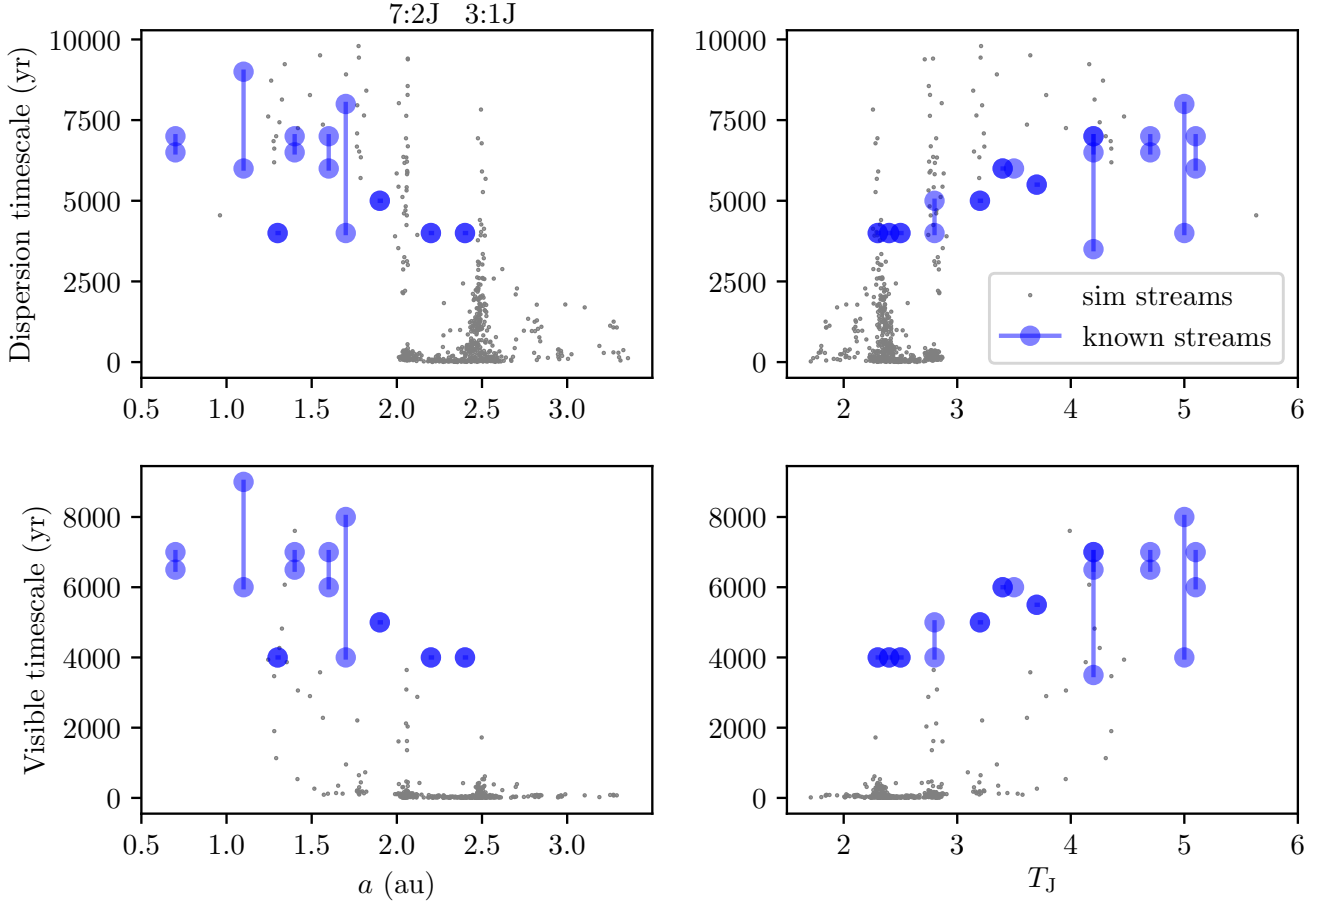 7:2J 3:1J
Dispersion timescale (yr)
10000
7500
5000
2500
0
0.5 1.0 1.5 2.0 2.5 3.0
10000
7500
5000
2500
0
sim streams
known streams
2 3 4 5 6
Visible timescale (yr)
8000
6000
4000
2000
0
0.5 1.0 1.5 2.0 2.5 3.0
a (au)
8000
6000
4000
2000
0
2 3 4 5 6
T_J